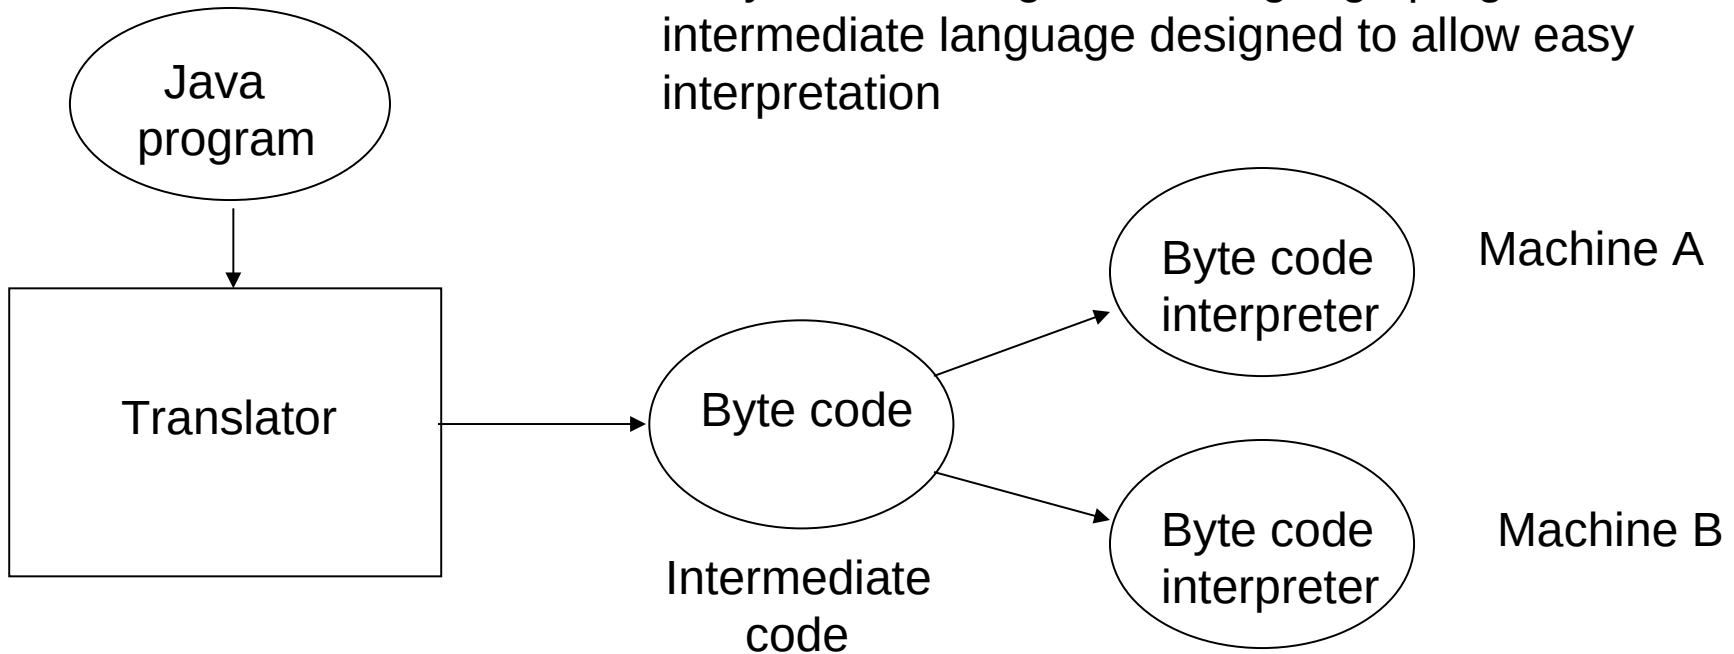 intermediate language designed to allow easy
interpretation
Java
program
Translator
Byte code
Intermediate
code
Byte code
interpreter
Machine A
Byte code
interpreter
Machine B